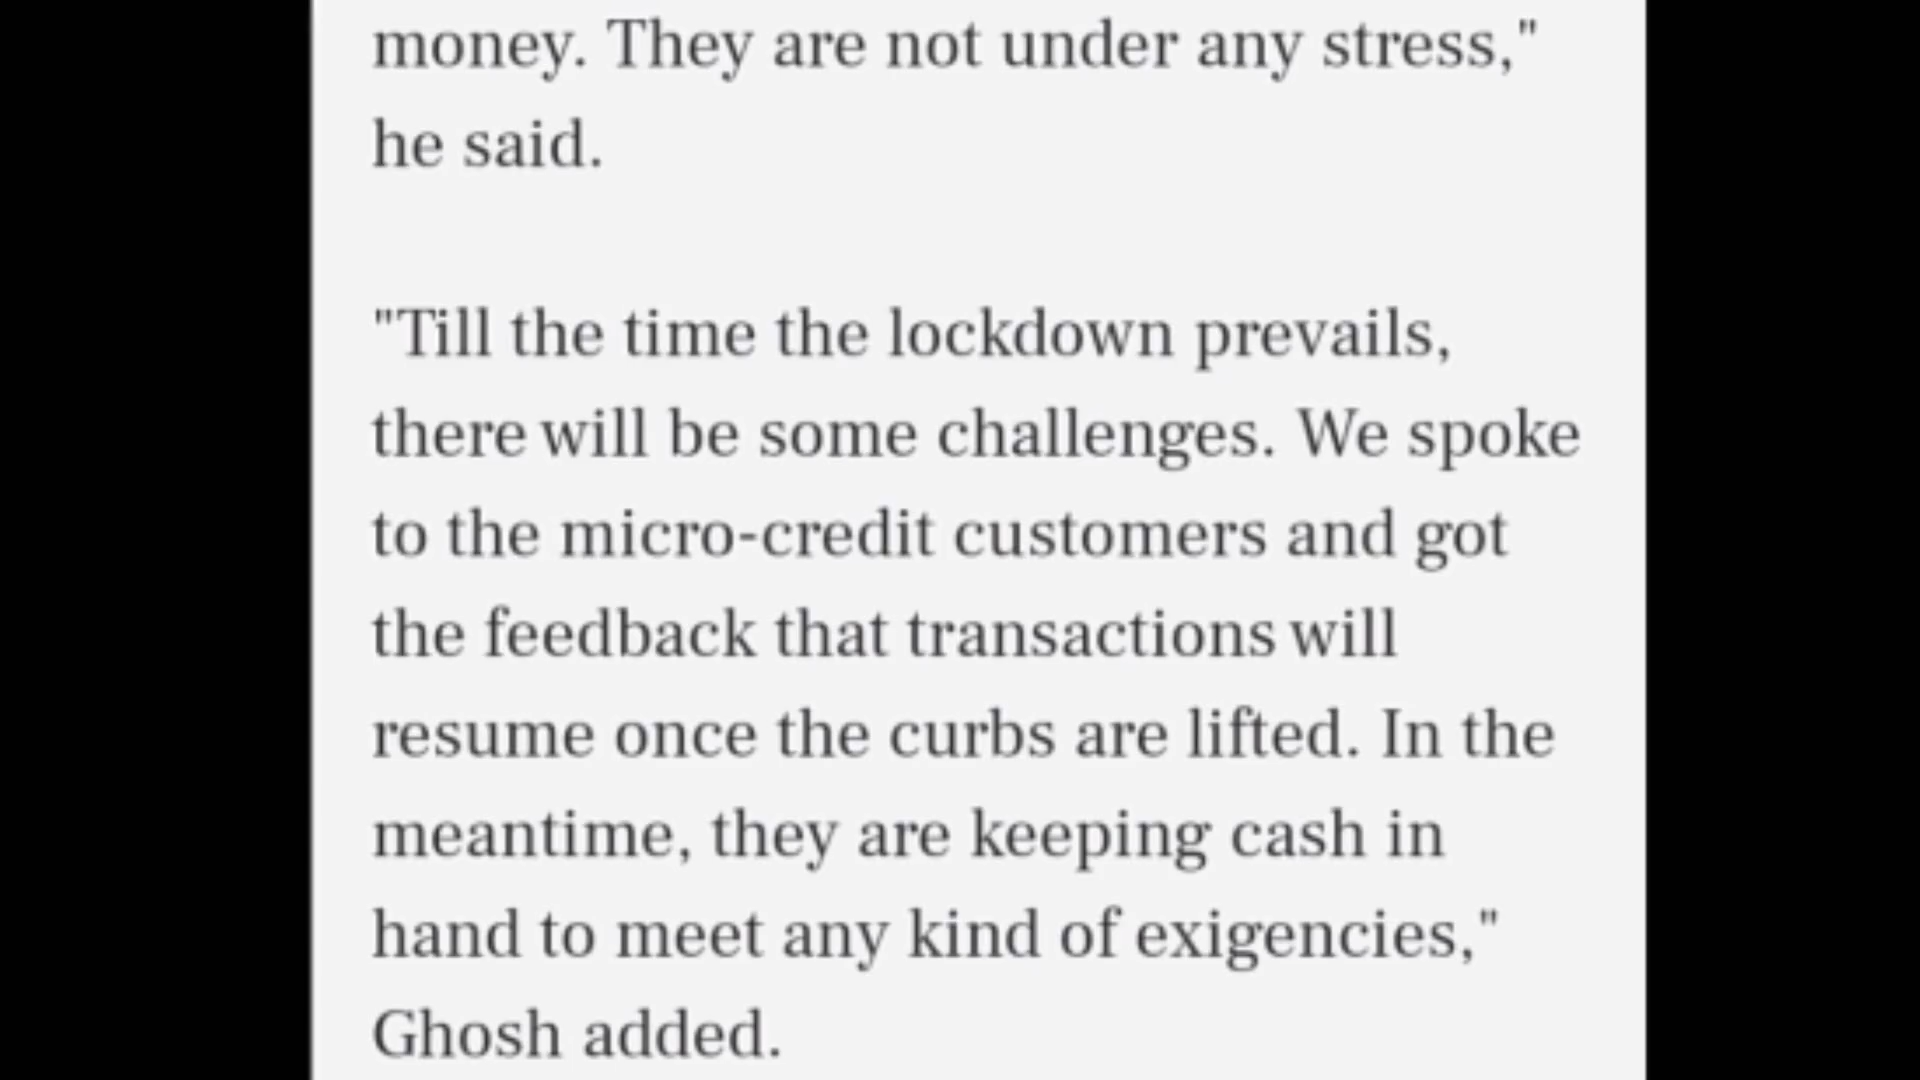 money. They are not under any stress,"
he said.
"Till the time the lockdown prevails,
there will be some challenges. We spoke
to the micro-credit customers and got
the feedback that transactions will
resume once the curbs are lifted. In the
meantime, they are keeping cash in
hand to meet any kind of exigencies,"
Ghosh added.